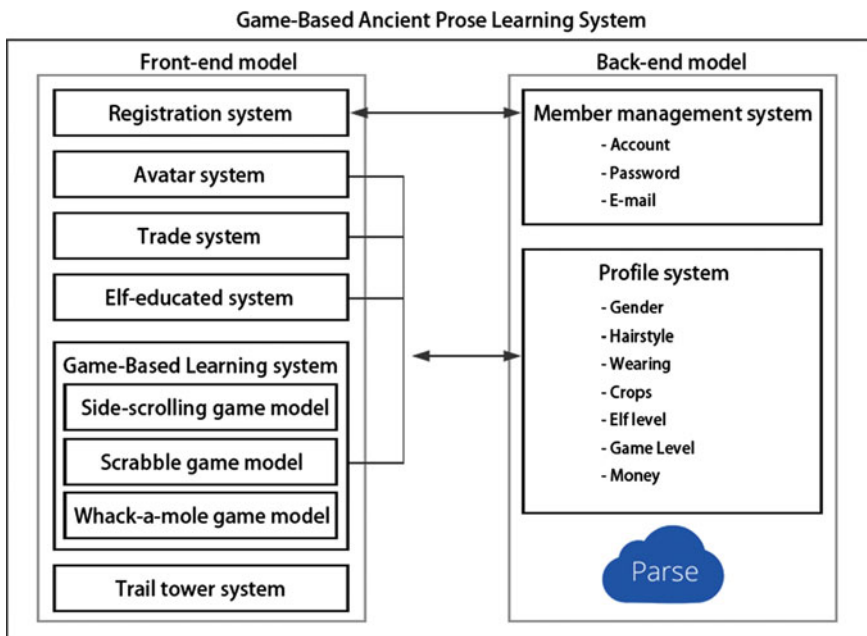 Game-Based Ancient Prose Learning System
Front-end model
Registration system
Avatar system
Trade system
Elf-educated system
Game-Based Learning system
Side-scrolling game model
Scrabble game model
Whack-a-mole game model
Trail tower system
Back-end model
Member management system
- Account
- Password
- E-mail
Profile system
- Gender
- Hairstyle
- Wearing
- Crops
- Elf level
- Game Level
- Money
Parse